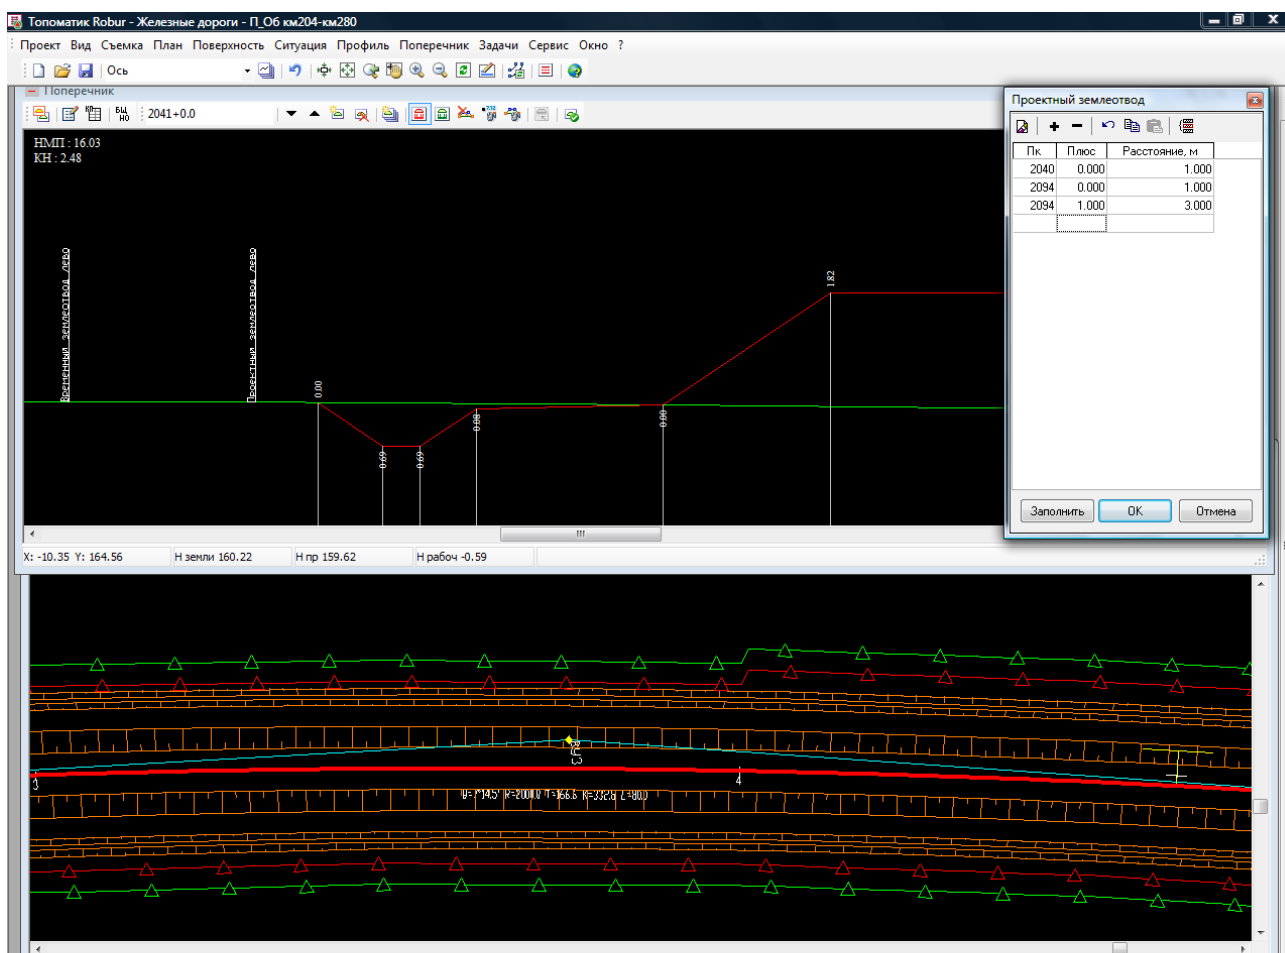 Топоматик Robur - Железные дороги - П_Об км204-км280
Проект Вид Съемка План Поверхность Ситуация Профиль Поперечник Задачи Сервис Окно ?
Ось
Поперечник
2041+0.0
НМП : 16.03
КН : 2.48
Временный землеотвод лево
Проектный землеотвод лево
0.00
0.69
0.69
0.08
0.00
1.82
Проектный землеотвод
Пк Плюс Расстояние, м
2040 0.000 1.000
2094 0.000 1.000
2094 1.000 3.000
Заполнить OK Отмена
X: -10.35 Y: 164.56 Н земли 160.22 Н пр 159.62 Н рабоч -0.59
ВУ3
3
4